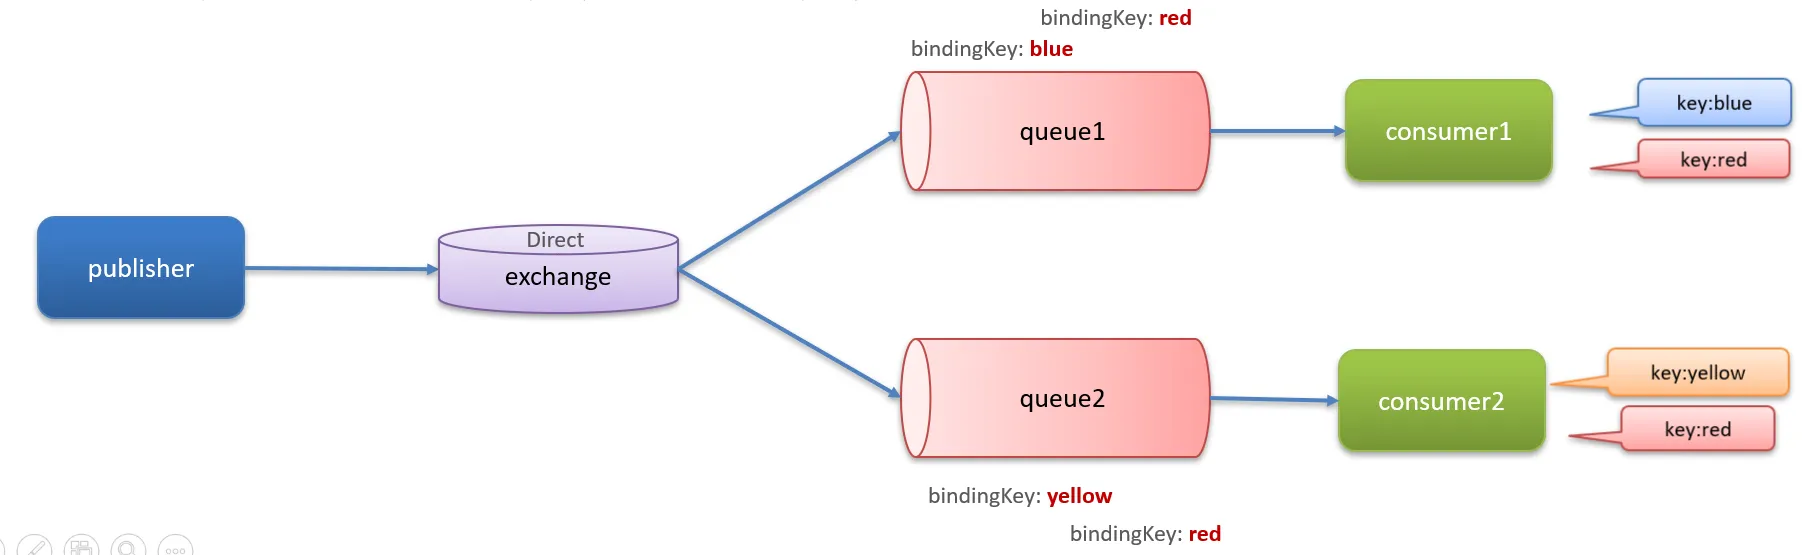 bindingKey: red
bindingKey: blue
queue1
consumer1
key:blue
key:red
publisher
Direct
exchange
queue2
consumer2
key:yellow
key:red
bindingKey: yellow
bindingKey: red